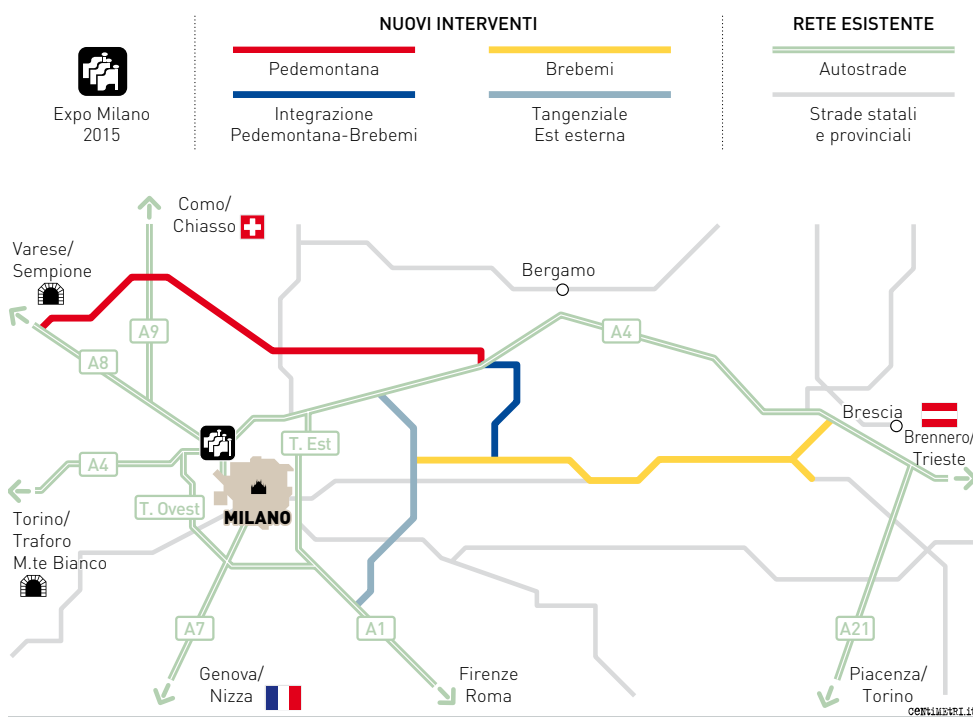 NUOVI INTERVENTI
RETE ESISTENTE
Expo Milano
2015
Pedemontana
Brebemi
Autostrade
Integrazione
Pedemontana-Brebemi
Tangenziale
Est esterna
Strade statali
e provinciali
Como/
Chiasso
Varese/
Sempione
Bergamo
A9
A4
A8
Brescia
Brennero/
Trieste
T. Est
A4
T. Ovest
MILANO
Torino/
Traforo
M.te Bianco
A7
A1
A21
Genova/
Nizza
Firenze
Roma
Piacenza/
Torino
CENTIMETRI.it